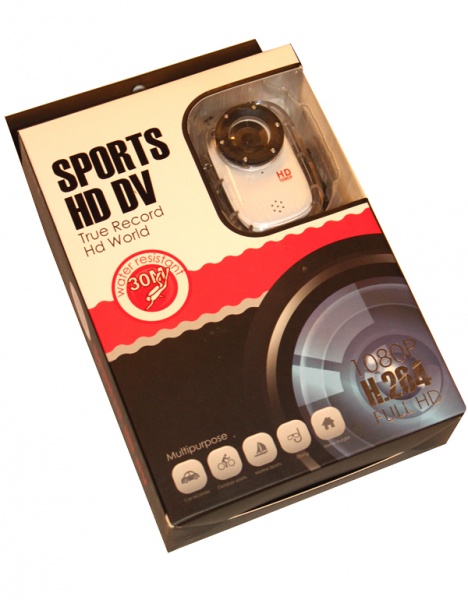 SPORTS
HD DV
True Record
Hd World
water resistant
30M
HD
1080P
H.264
FULL HD
Multipurpose